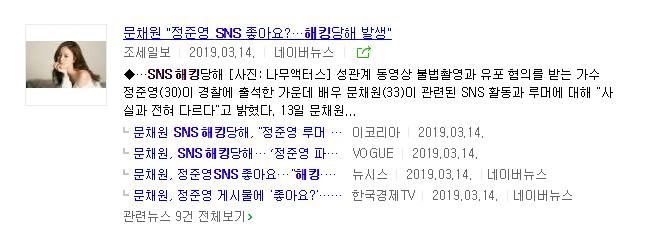 문채원 "정준영 SNS 좋아요?…해킹당해 발생"
조세일보 | 2019.03.14. | 네이버뉴스 |
◆…SNS 해킹당해 [사진: 나무액터스] 성관계 동영상 불법촬영과 유포 혐의를 받는 가수
정준영(30)이 경찰에 출석한 가운데 배우 문채원(33)이 관련된 SNS 활동과 루머에 대해 "사
실과 전혀 다르다"고 밝혔다. 13일 문채원...
문채원 SNS 해킹당해, "정준영 루머 … 이코리아 | 2019.03.14.
문채원, SNS 해킹당해… '정준영 파… VOGUE | 2019.03.14.
문채원, 정준영SNS 좋아요…"해킹.… 뉴시스 | 2019.03.14. | 네이버뉴스
문채원, 정준영 게시물에 '좋아요?'…… 한국경제TV | 2019.03.14. | 네이버뉴스
관련뉴스 9건 전체보기>